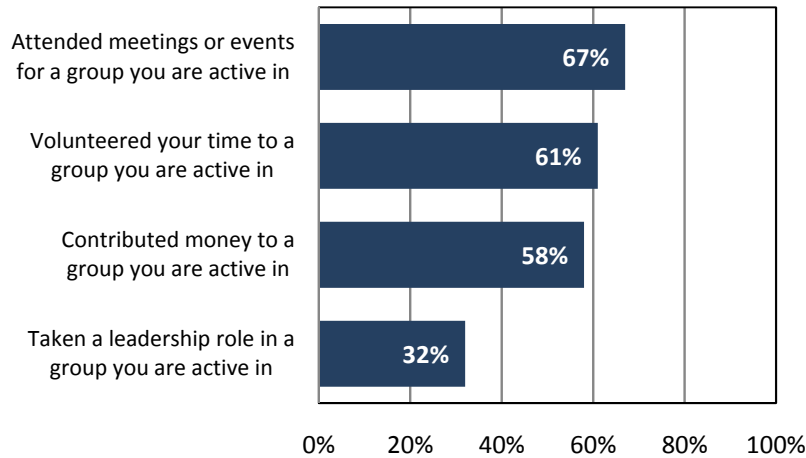 Attended meetings or events
for a group you are active in
67%
Volunteered your time to a
group you are active in
61%
Contributed money to a
group you are active in
58%
Taken a leadership role in a
group you are active in
32%
0% 20% 40% 60% 80% 100%